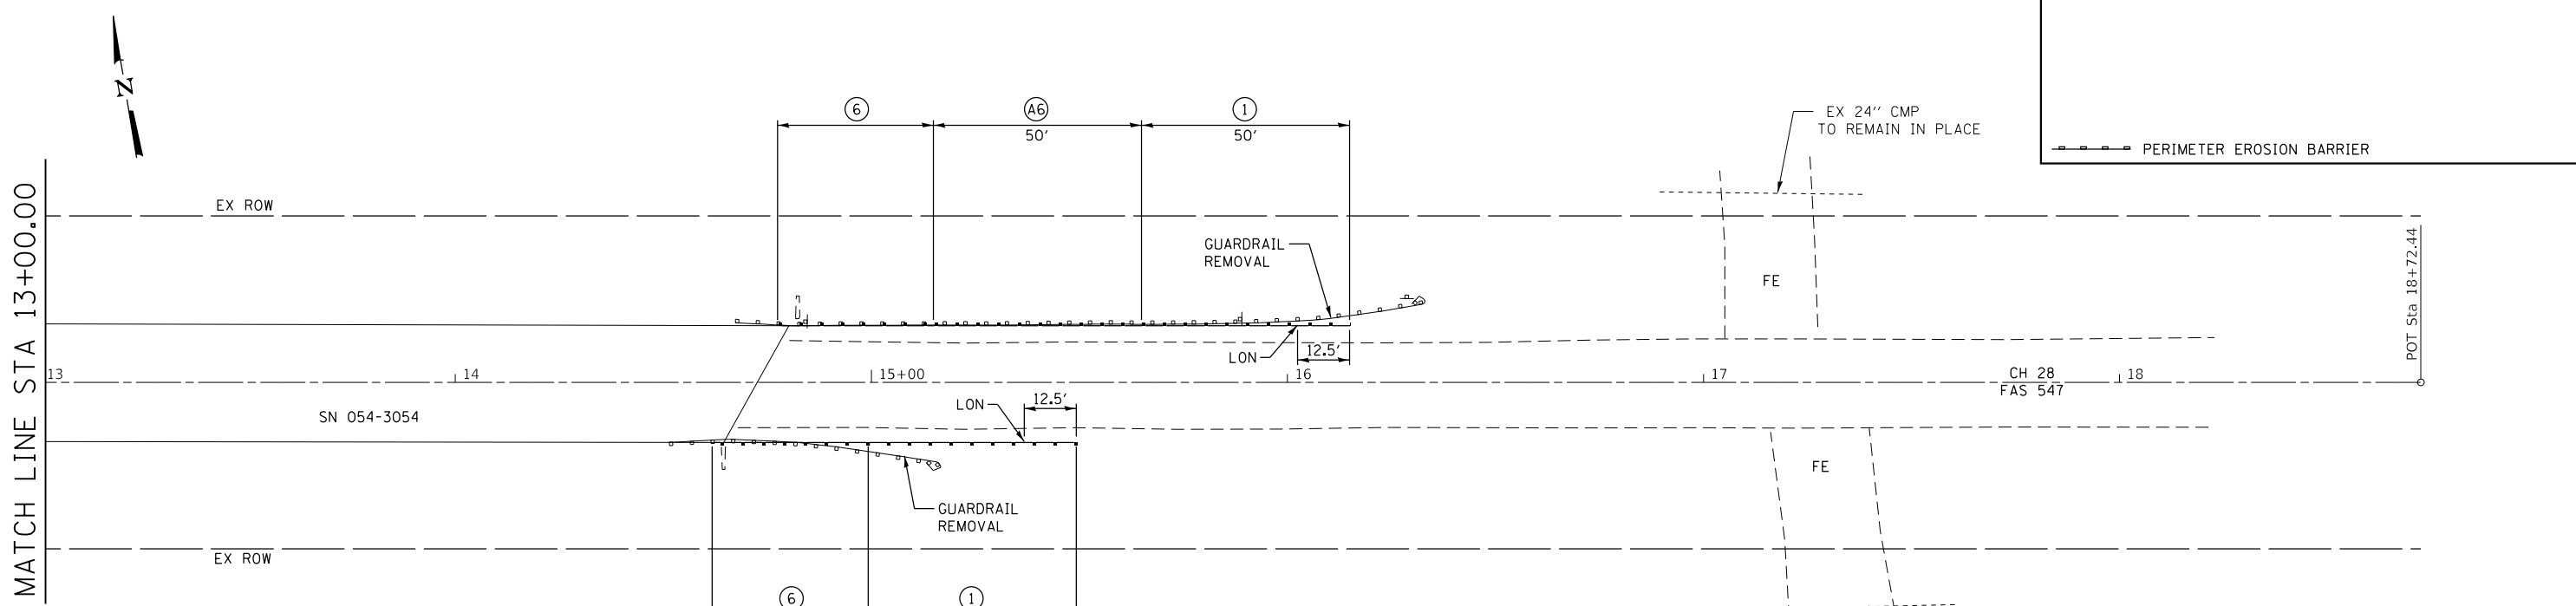 N
6
A6
50'
1
50'
EX 24'' CMP
TO REMAIN IN PLACE
PERIMETER EROSION BARRIER
MATCH LINE STA 13+00.00
EX ROW
GUARDRAIL
REMOVAL
FE
POT Sta 18+72.44
LON
12.5'
13
14
15+00
16
17
18
CH 28
FAS 547
SN 054-3054
LON
12.5'
FE
GUARDRAIL
REMOVAL
EX ROW
6
1